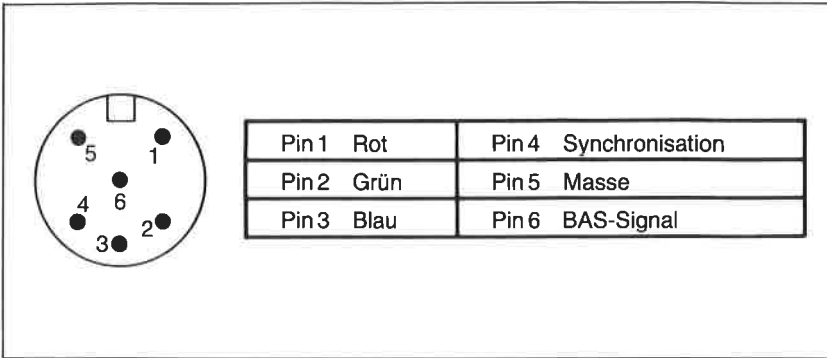 5
1
6
4
2
3
Pin 1 Rot
Pin 4 Synchronisation
Pin 2 Grün
Pin 5 Masse
Pin 3 Blau
Pin 6 BAS-Signal